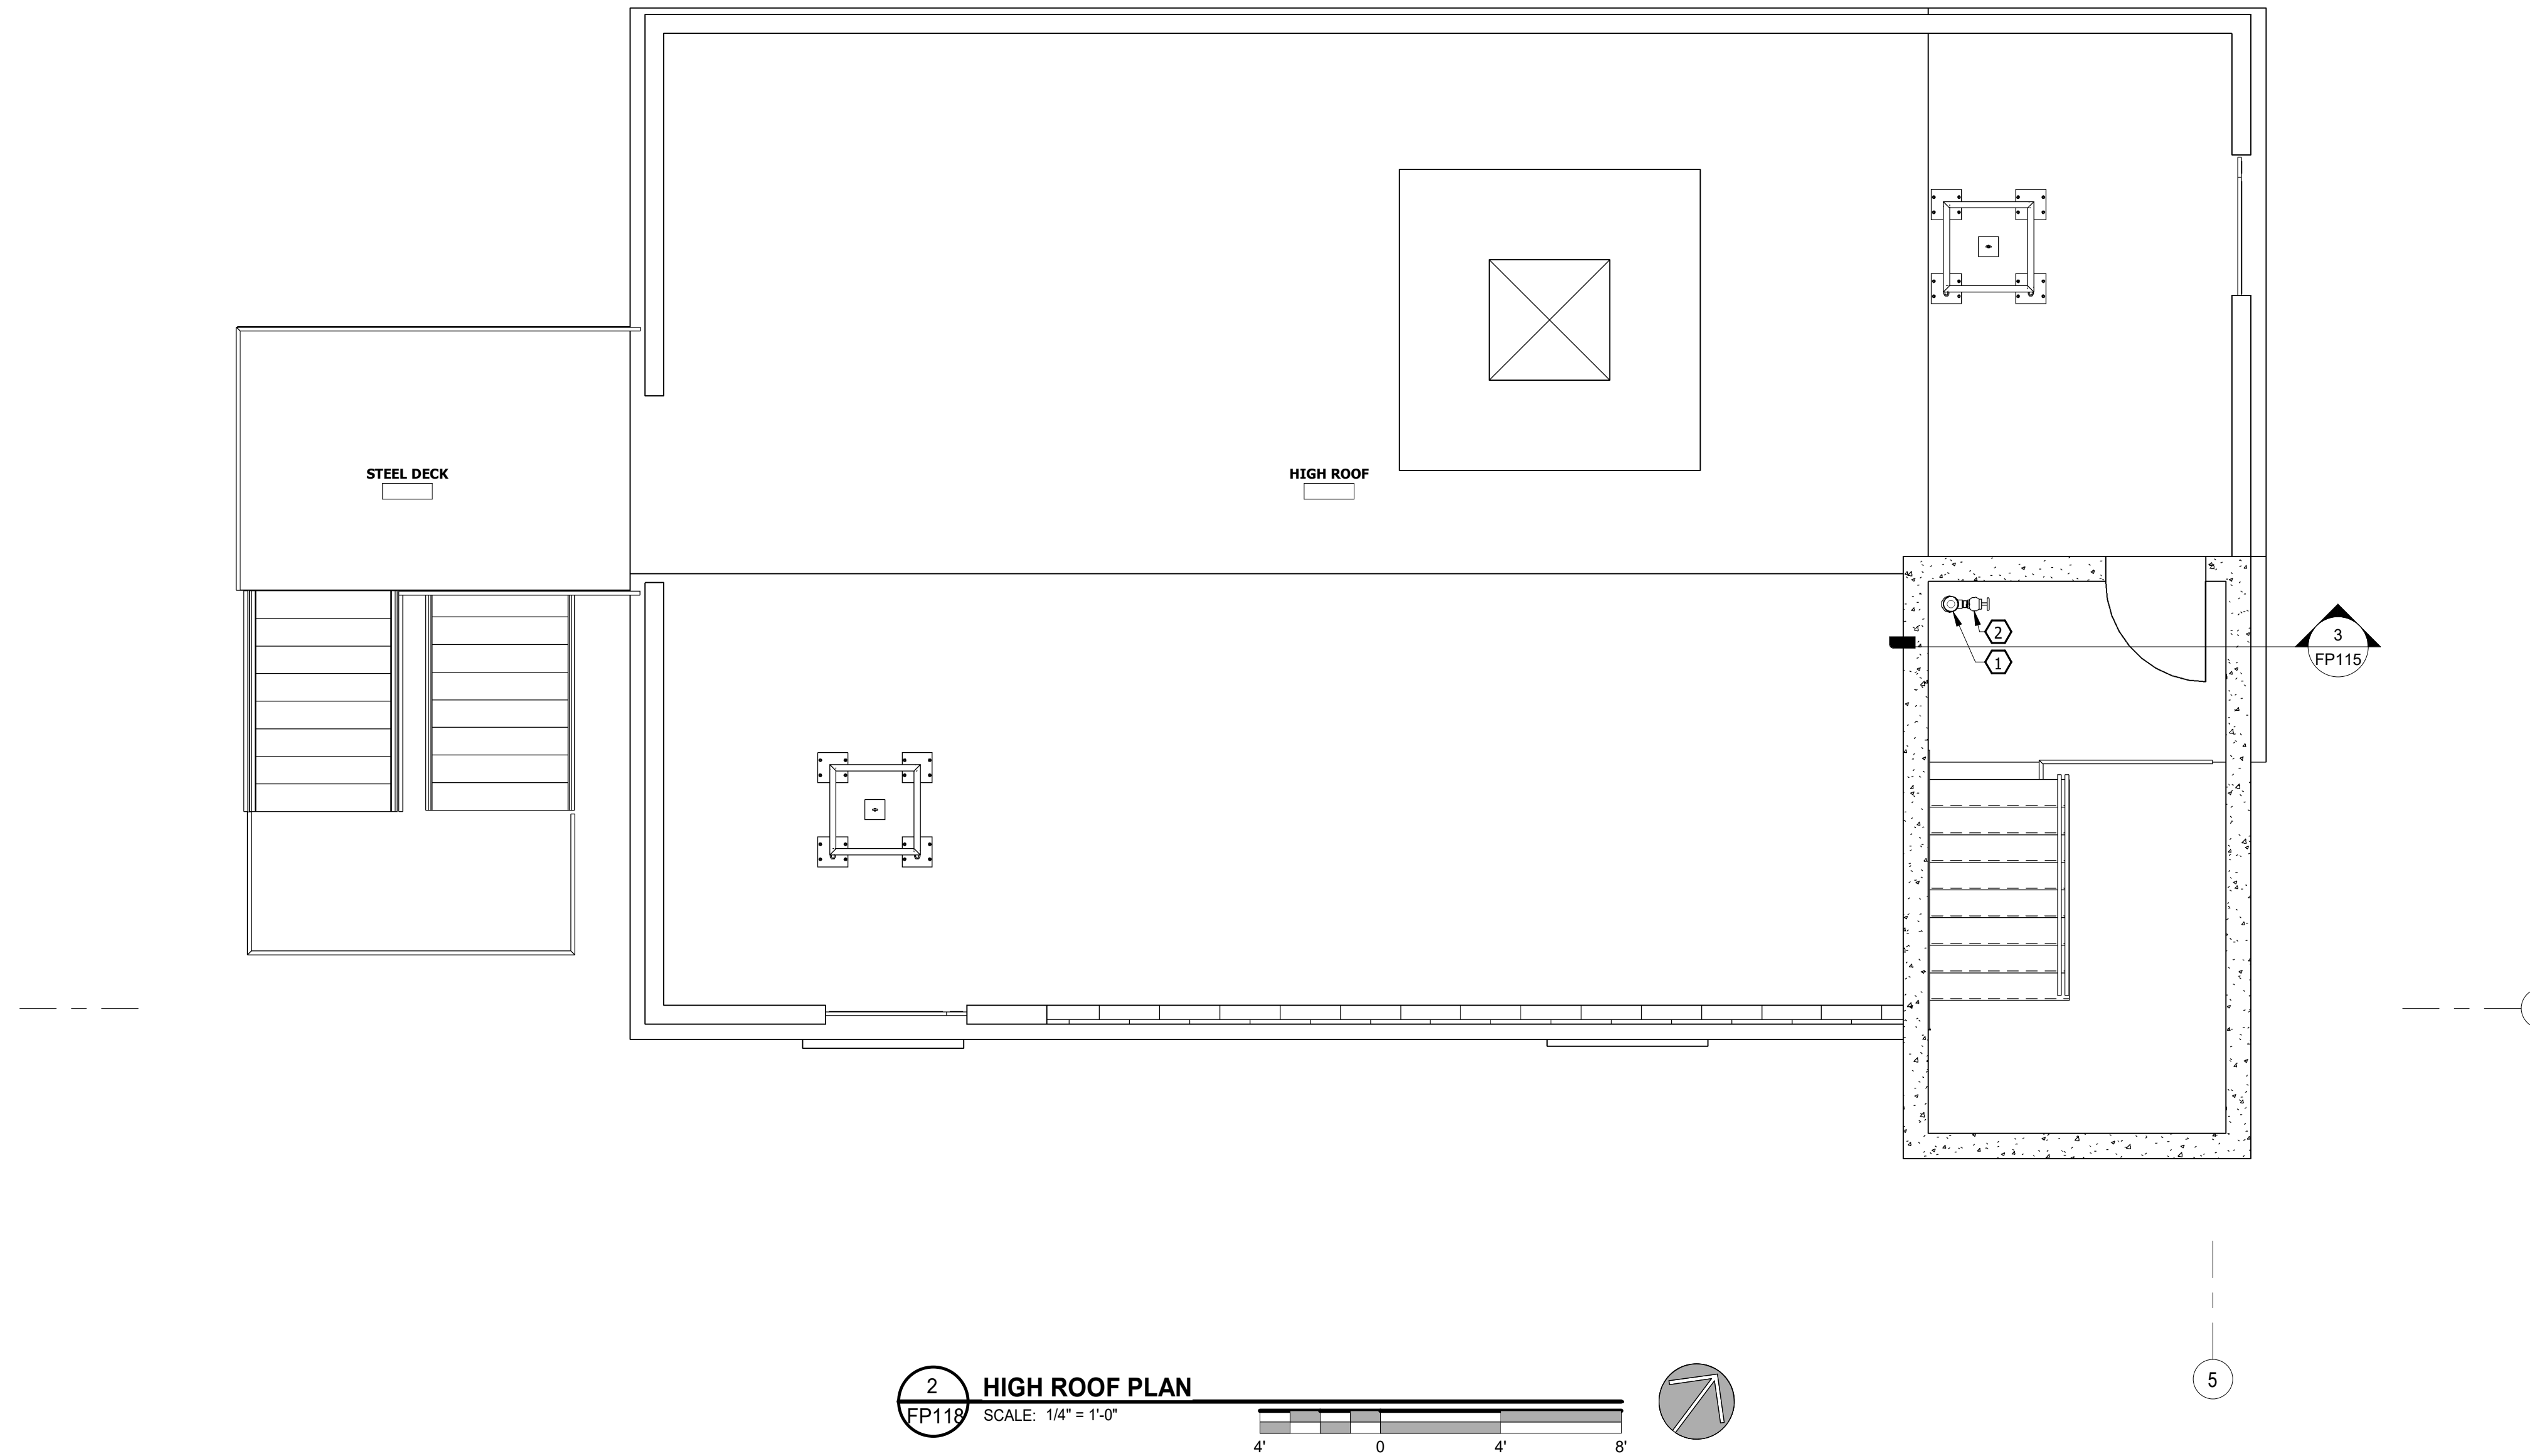 STEEL DECK
HIGH ROOF
2
1
3
FP115
5
2
FP118
HIGH ROOF PLAN
SCALE: 1/4" = 1'-0"
4' 0 4' 8'